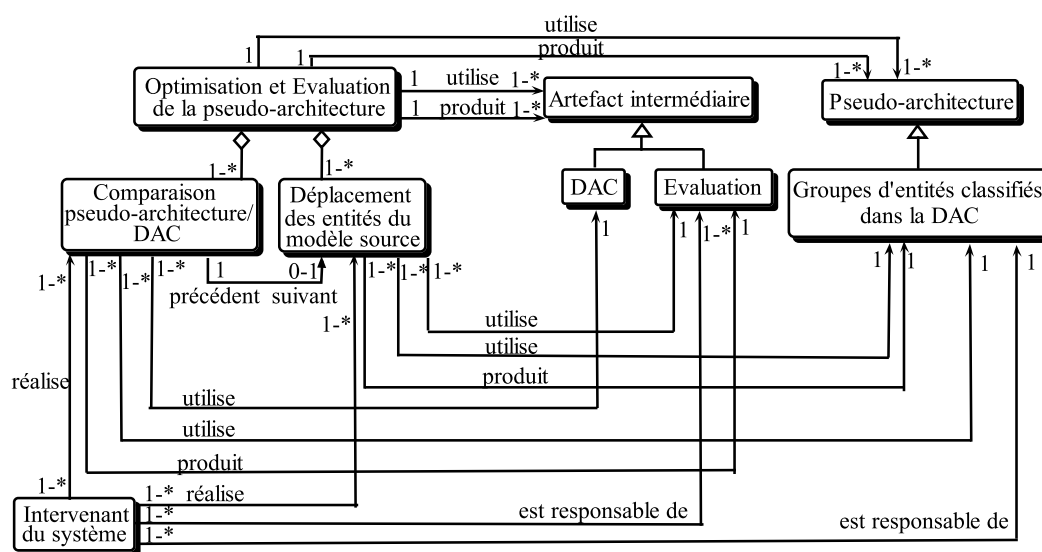 utilise
produit
1
1
1-*
1-*
Optimisation et Evaluation
de la pseudo-architecture
1 utilise 1-*
1 produit 1-*
Artefact intermédiaire
Pseudo-architecture
1-*
1-*
Comparaison
pseudo-architecture/
DAC
Déplacement
des entités du
modèle source
DAC
Evaluation
Groupes d'entités classifiés
dans la DAC
1
1
1-*
1
1-*
1-*
1-*
1-*
1
0-1
1-*
1-*
1-*
1
1
1
1
précédent suivant
1-*
utilise
utilise
réalise
produit
utilise
utilise
produit
1-*
1-* réalise
1-*
1-*
est responsable de
est responsable de
Intervenant
du système